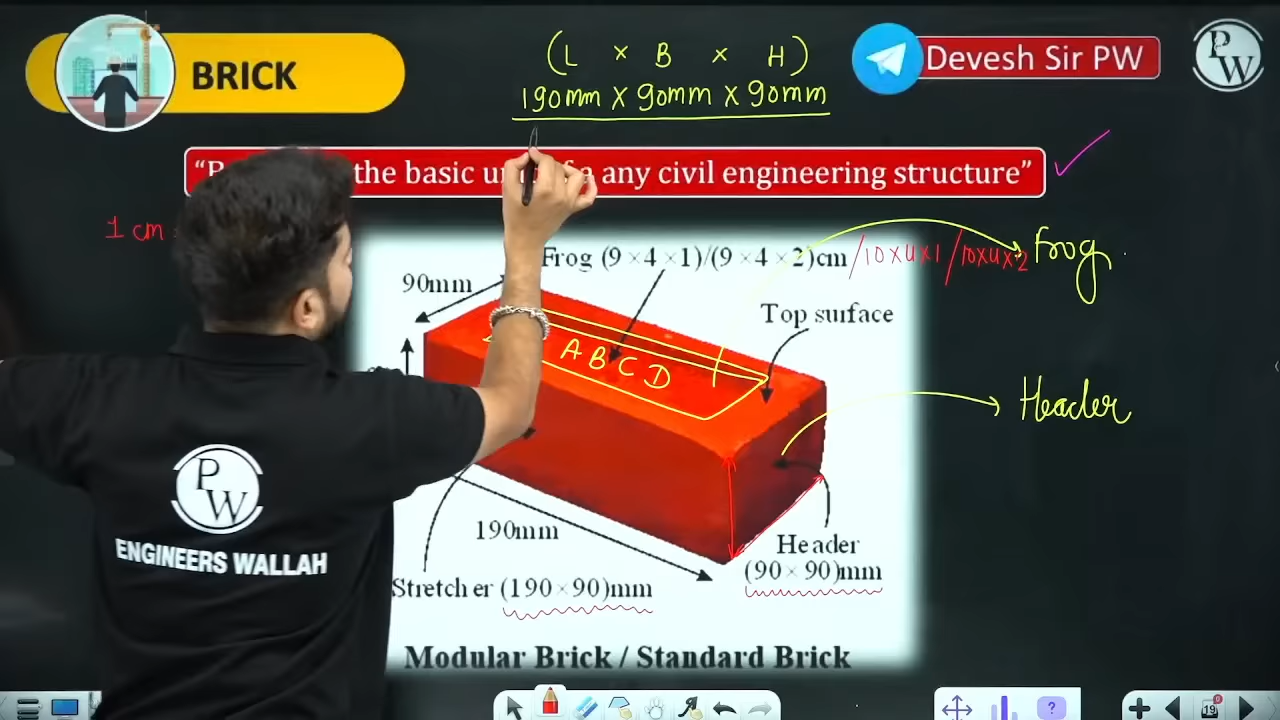 BRICK
(L × B × H)
190mm × 90mm × 90mm
Devesh Sir PW
PW
the basic any civil engineering structure”
1 cm
Frog (9 ×4 ×1)/(9 ×4 ×2)cm /10×4×1 /10×4×2
Frog
90mm
Top surface
A B C D
Header
190mm
Header
(90 × 90)mm
Stretcher (190×90)mm
Modular Brick / Standard Brick
PW
ENGINEERS WALLAH
19